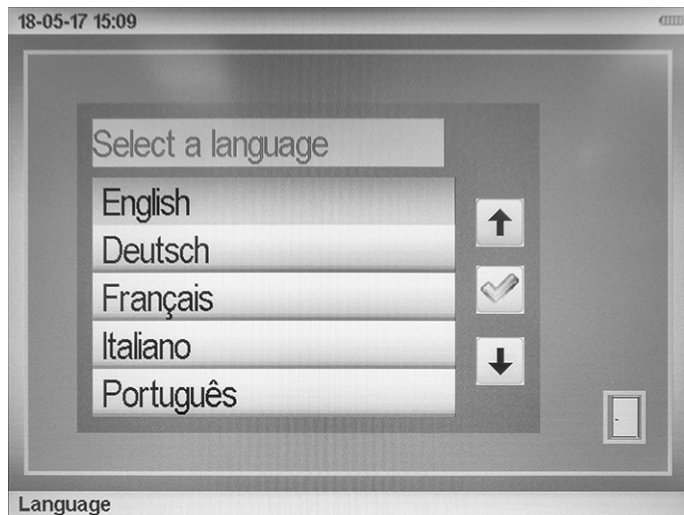 18-05-17 15:09
Select a language
English
Deutsch
Français
Italiano
Português
Language